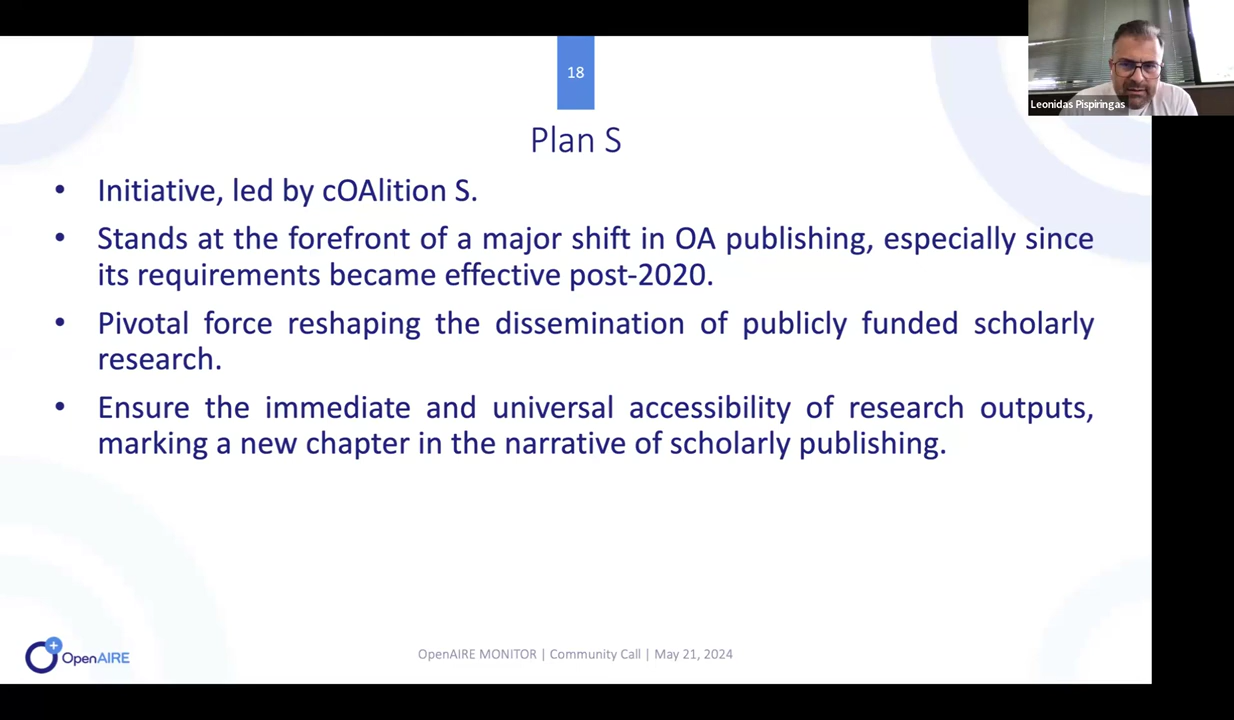 18
Leonidas Pispiringas
Plan S
• Initiative, led by cOAlition S.
• Stands at the forefront of a major shift in OA publishing, especially since
its requirements became effective post-2020.
• Pivotal force reshaping the dissemination of publicly funded scholarly
research.
• Ensure the immediate and universal accessibility of research outputs,
marking a new chapter in the narrative of scholarly publishing.
OpenAIRE
OpenAIRE MONITOR | Community Call | May 21, 2024